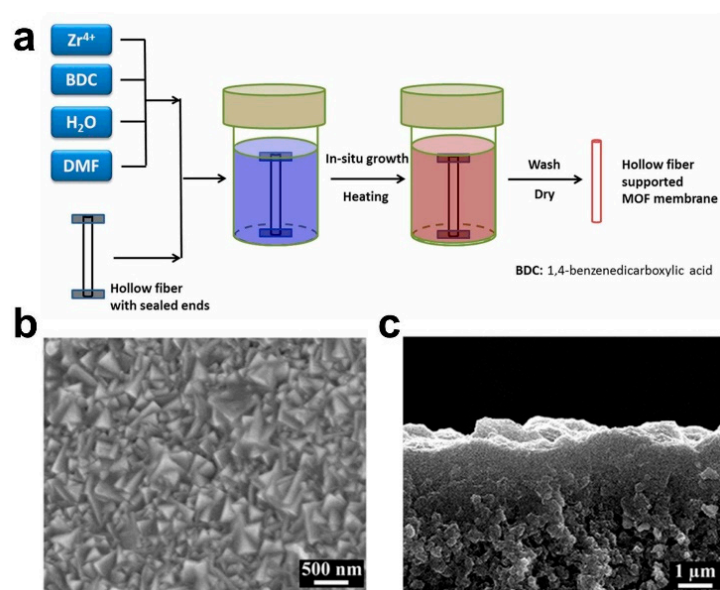 a
Zr⁴⁺
BDC
H₂O
DMF
Hollow fiber
with sealed ends
In-situ growth
Heating
Wash
Dry
Hollow fiber
supported
MOF membrane
BDC: 1,4-benzenedicarboxylic acid
b
500 nm
c
1 µm